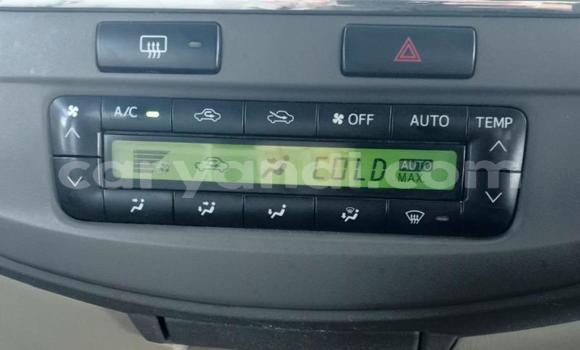 A/C OFF AUTO TEMP
COLD AUTO
MAX
caryanda.com